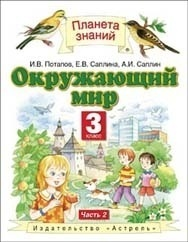 Планета
знаний
И.В. Потапов, Е.В. Саплина, А.И. Саплин
Окружающий
мир
3
класс
Часть 2
Издательство «Астрель»